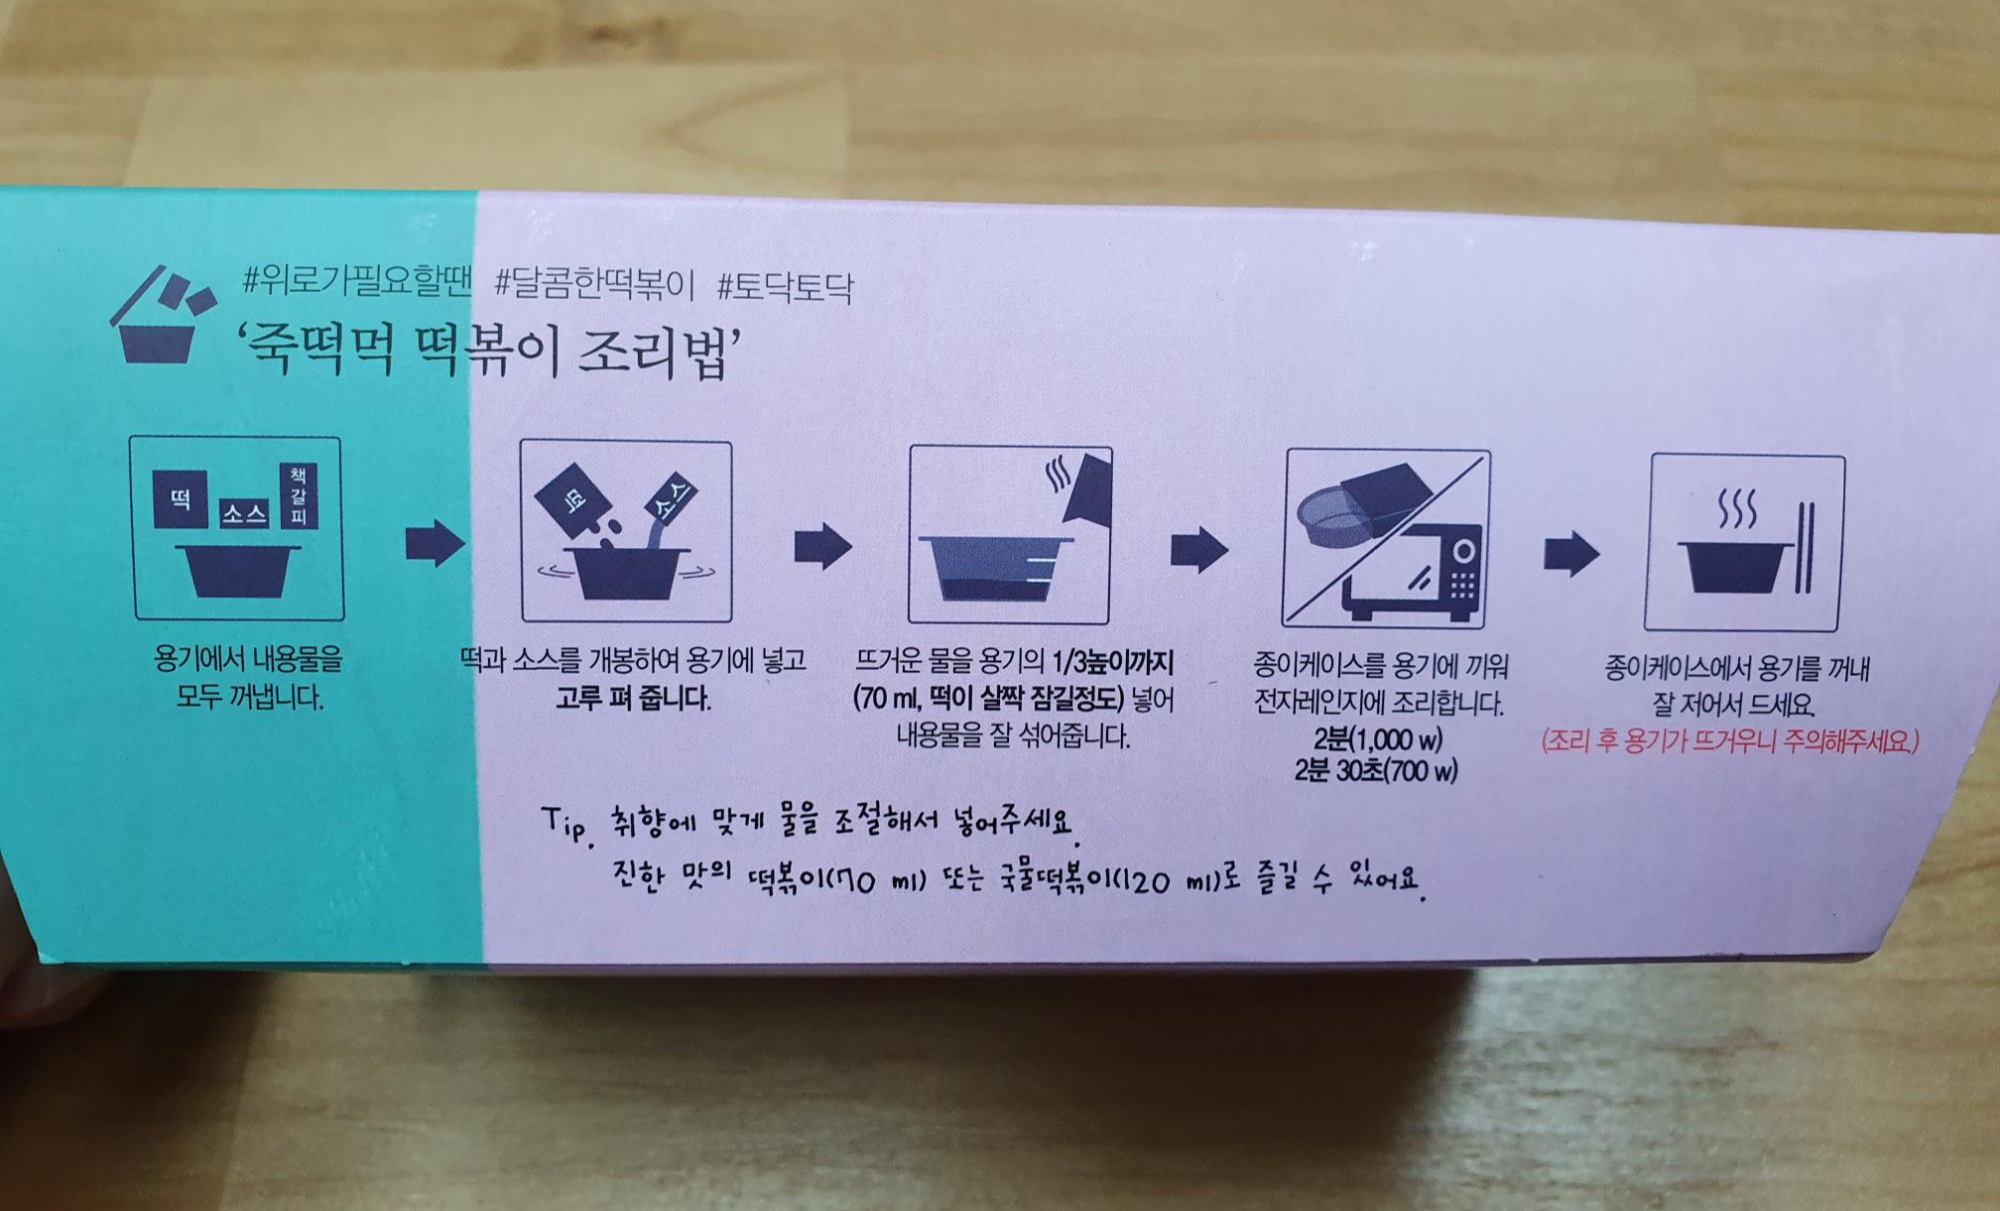 #위로가필요할땐 #달콤한떡볶이 #토닥토닥
‘죽떡먹 떡볶이 조리법’
떡
소스
책갈피
용기에서 내용물을
모두 꺼냅니다.
떡
소스
떡과 소스를 개봉하여 용기에 넣고
고루 펴 줍니다.
뜨거운 물을 용기의 1/3높이까지
(70 ml, 떡이 살짝 잠길정도) 넣어
내용물을 잘 섞어줍니다.
종이케이스를 용기에 끼워
전자레인지에 조리합니다.
2분(1,000 w)
2분 30초(700 w)
종이케이스에서 용기를 꺼내
잘 저어서 드세요.
(조리 후 용기가 뜨거우니 주의해주세요.)
Tip. 취향에 맞게 물을 조절해서 넣어주세요.
진한 맛의 떡볶이(70 ml) 또는 국물떡볶이(120 ml)로 즐길 수 있어요.